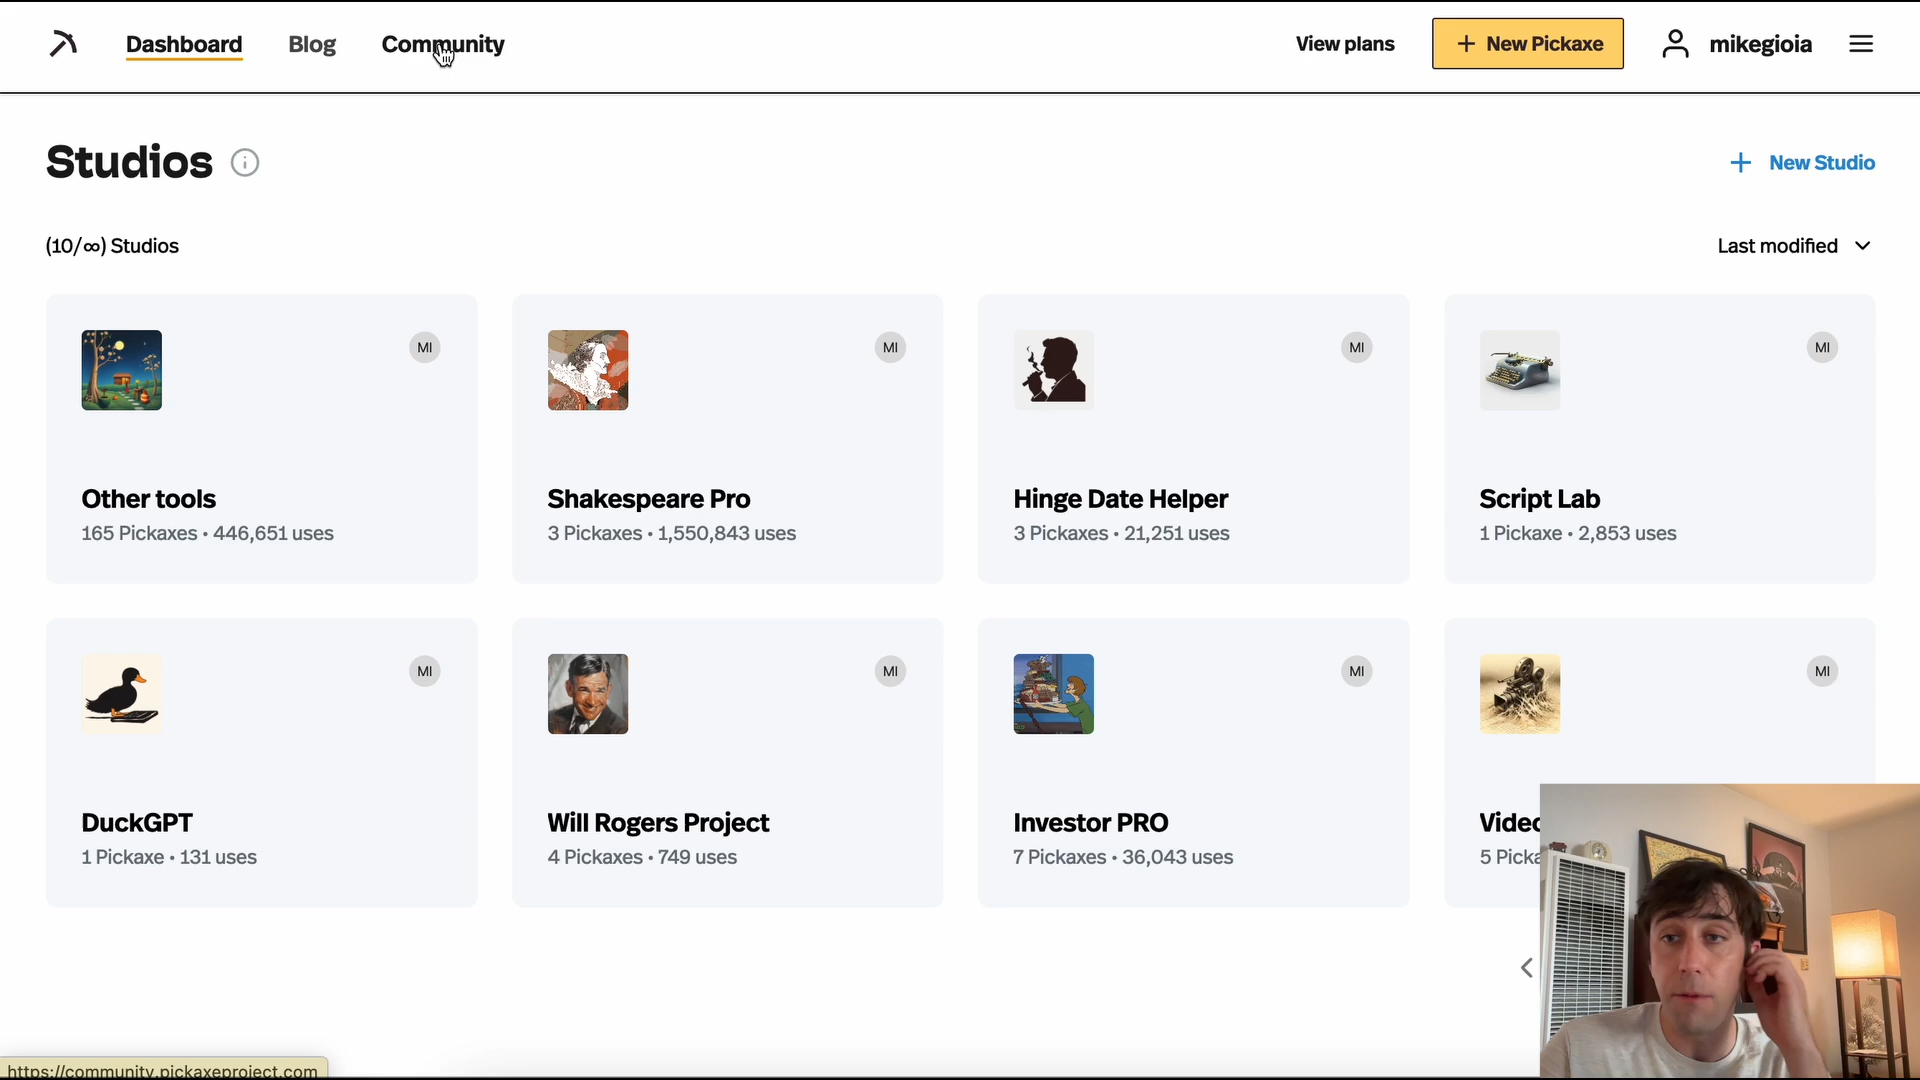 Dashboard
Blog
Community
View plans
+ New Pickaxe
mikegioia
Studios
+ New Studio
(10/∞) Studios
Last modified
MI
Other tools
165 Pickaxes • 446,651 uses
MI
Shakespeare Pro
3 Pickaxes • 1,550,843 uses
MI
Hinge Date Helper
3 Pickaxes • 21,251 uses
MI
Script Lab
1 Pickaxe • 2,853 uses
MI
DuckGPT
1 Pickaxe • 131 uses
MI
Will Rogers Project
4 Pickaxes • 749 uses
MI
Investor PRO
7 Pickaxes • 36,043 uses
MI
https://community.pickaxeproject.com